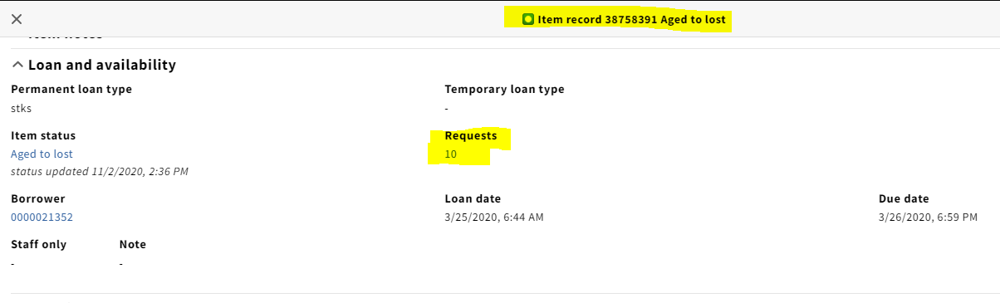 Item record 38758391 Aged to lost
Item notes
Loan and availability
Permanent loan type
Temporary loan type
stks
-
Item status
Requests
Aged to lost
10
status updated 11/2/2020, 2:36 PM
Borrower
Loan date
Due date
0000021352
3/25/2020, 6:44 AM
3/26/2020, 6:59 PM
Staff only
Note
-
-